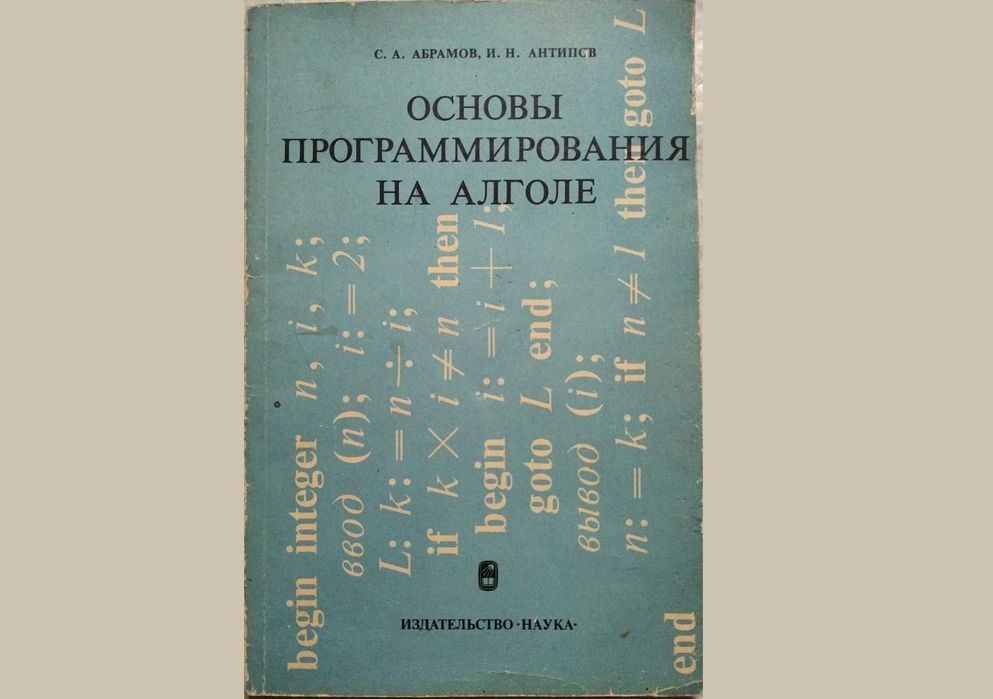 С. А. АБРАМОВ, И. Н. АНТИПОВ
ОСНОВЫ
ПРОГРАММИРОВАНИЯ
НА АЛГОЛЕ
begin integer n, i, k;
ввод (n); i: = 2;
L: k: = n ÷ i;
if k × i ≠ n then
begin i: = i + 1;
goto L end;
вывод (i);
n: = k; if n ≠ 1 then goto L
end
ИЗДАТЕЛЬСТВО «НАУКА»